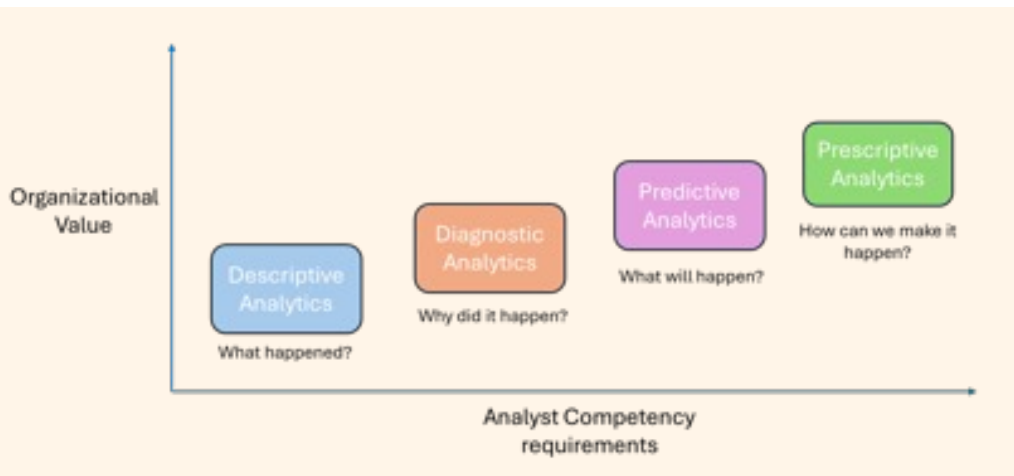 Organizational
Value
Descriptive
Analytics
What happened?
Diagnostic
Analytics
Why did it happen?
Predictive
Analytics
What will happen?
Prescriptive
Analytics
How can we make it
happen?
Analyst Competency
requirements